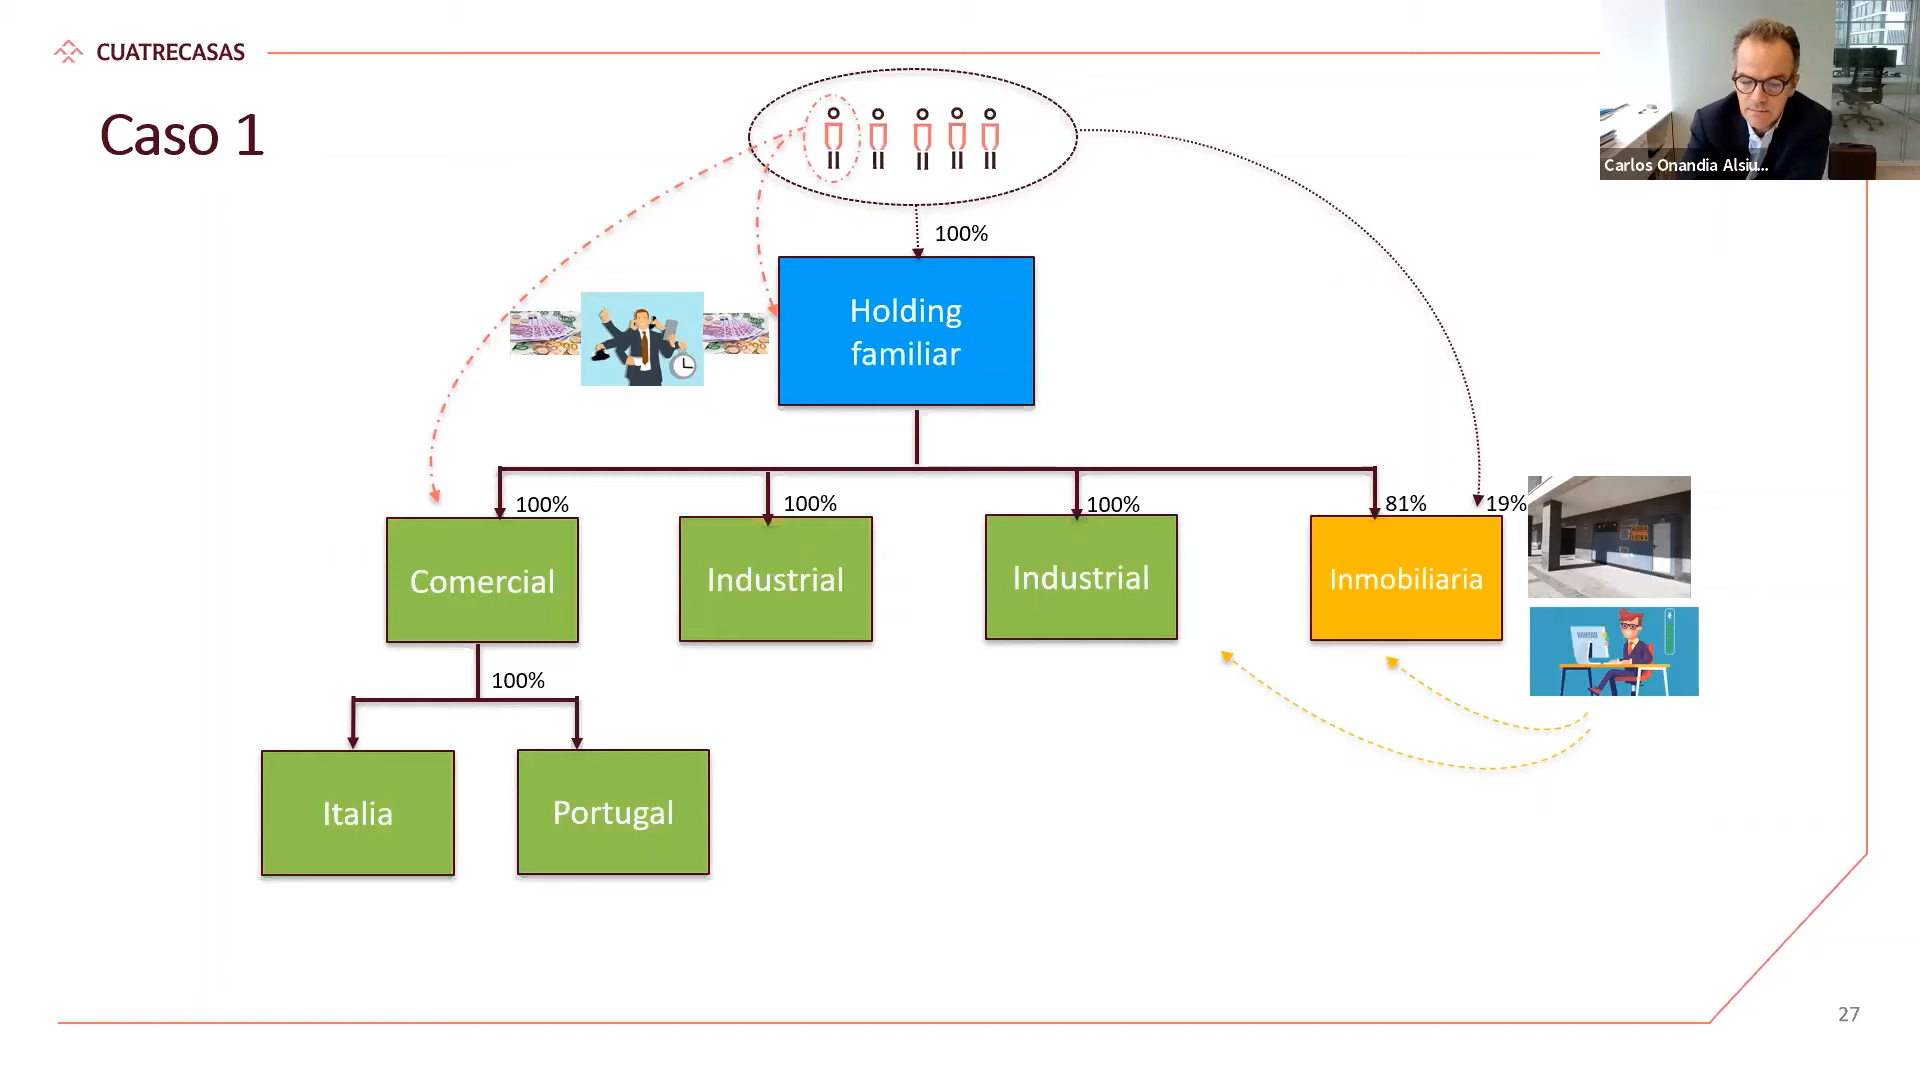 CUATRECASAS
Caso 1
Carlos Onandia Alsiu...
100%
Holding
familiar
100%
100%
100%
81%
19%
Comercial
Industrial
Industrial
Inmobiliaria
100%
Italia
Portugal
27